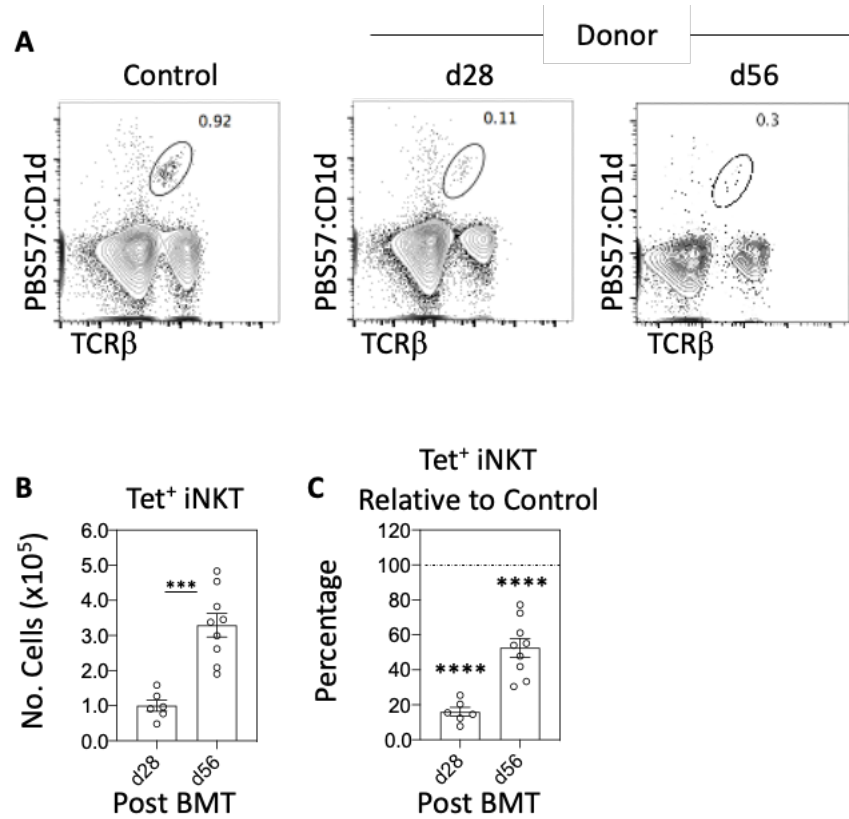 A
Donor
Control
d28
d56
0.92
0.11
0.3
PBS57:CD1d
PBS57:CD1d
PBS57:CD1d
TCRβ
TCRβ
TCRβ
B
Tet+ iNKT
6.0
5.0
4.0
3.0
2.0
1.0
0.0
No. Cells (x10⁵)
***
d28
d56
Post BMT
C
Tet+ iNKT
Relative to Control
120
100
80
60
40
20
0.0
Percentage
****
****
d28
d56
Post BMT